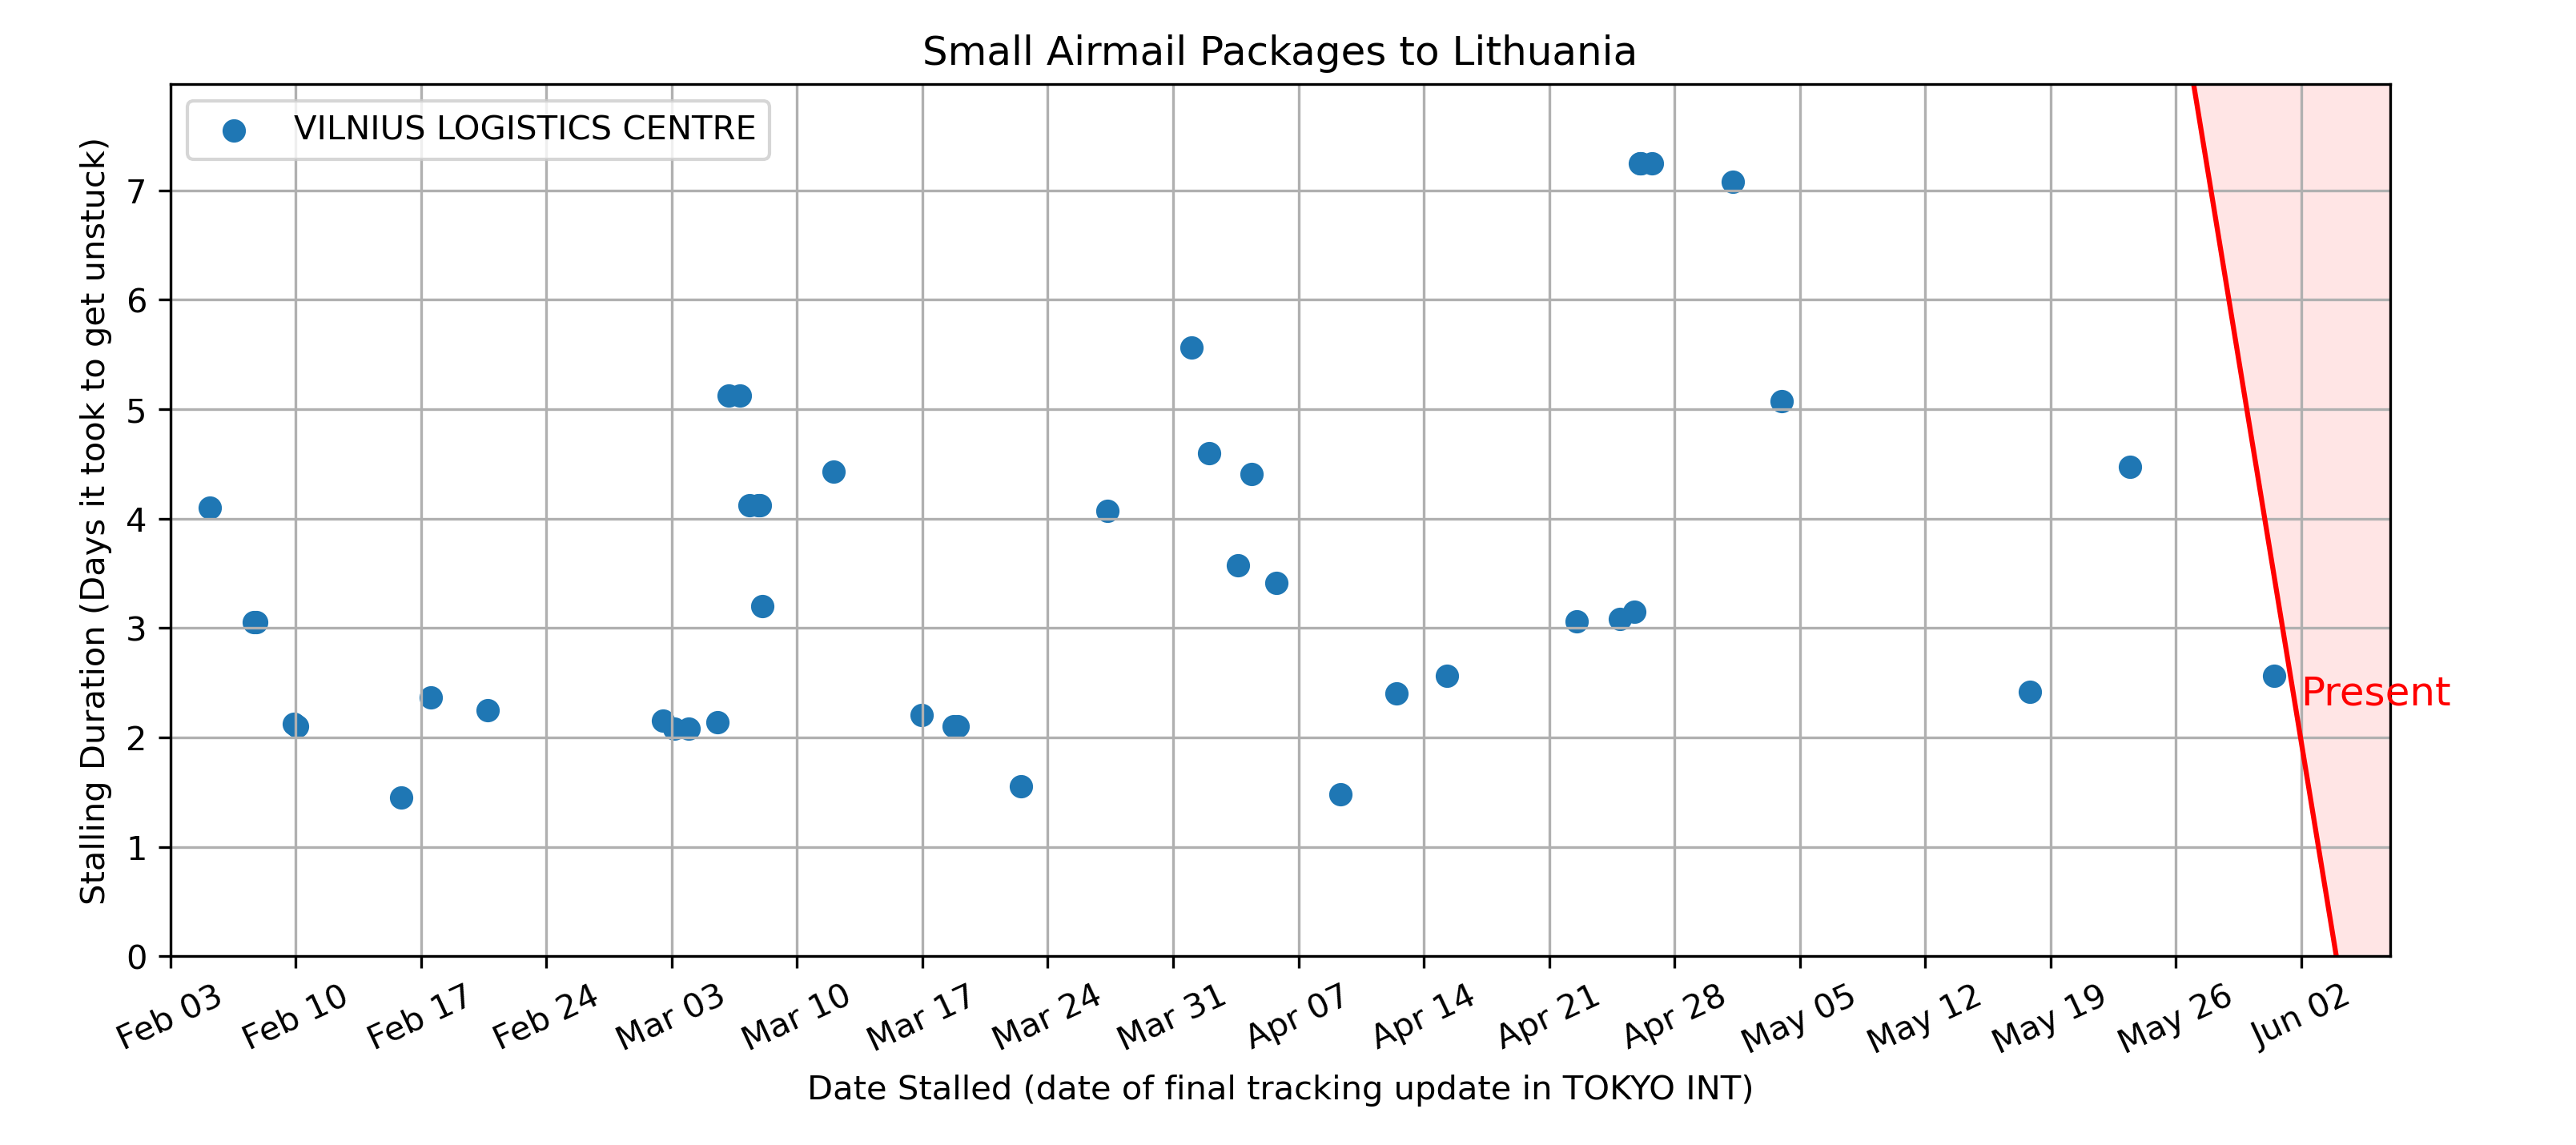 Small Airmail Packages to Lithuania
VILNIUS LOGISTICS CENTRE
Stalling Duration (Days it took to get unstuck)
7
6
5
4
3
2
1
0
Present
Feb 03
Feb 10
Feb 17
Feb 24
Mar 03
Mar 10
Mar 17
Mar 24
Mar 31
Apr 07
Apr 14
Apr 21
Apr 28
May 05
May 12
May 19
May 26
Jun 02
Date Stalled (date of final tracking update in TOKYO INT)